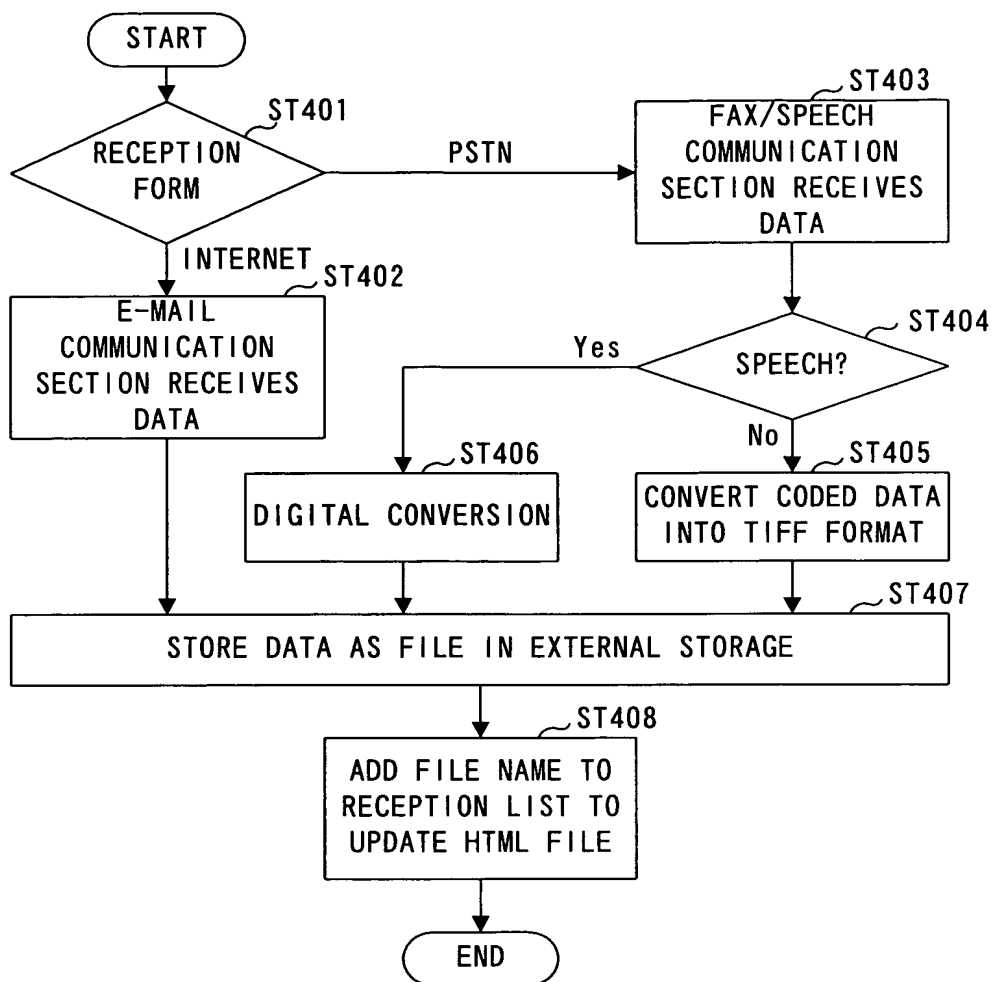 START
ST401
RECEPTION
FORM
PSTN
ST403
FAX/SPEECH
COMMUNICATION
SECTION RECEIVES
DATA
INTERNET
ST402
E-MAIL
COMMUNICATION
SECTION RECEIVES
DATA
ST404
SPEECH?
Yes
No
ST406
DIGITAL CONVERSION
ST405
CONVERT CODED DATA
INTO TIFF FORMAT
ST407
STORE DATA AS FILE IN EXTERNAL STORAGE
ST408
ADD FILE NAME TO
RECEPTION LIST TO
UPDATE HTML FILE
END